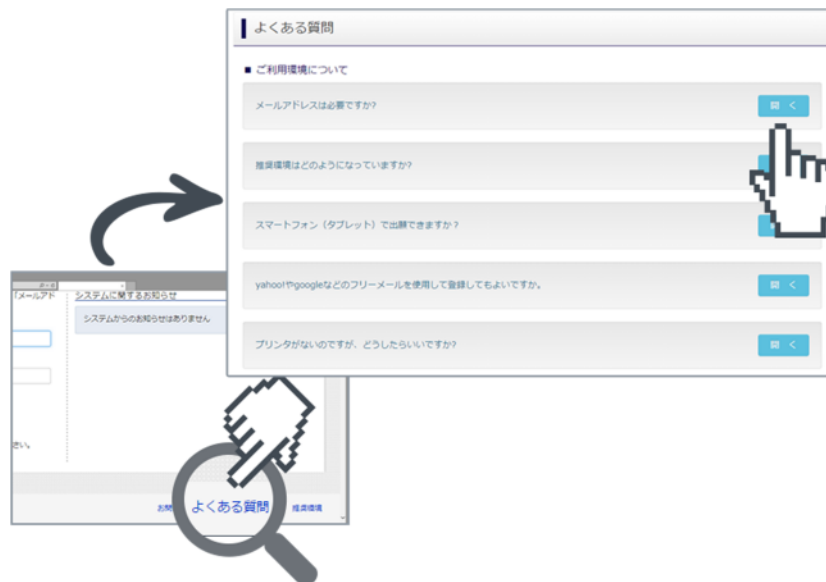 よくある質問
■ ご利用環境について
メールアドレスは必要ですか?
開 く
推奨環境はどのようになっていますか?
スマートフォン（タブレット）で出願できますか？
yahoo!やgoogleなどのフリーメールを使用して登録してもよいですか。
開 く
プリンタがないのですが、どうしたらいいですか?
開 く
「メールアド
システムに関するお知らせ
システムからのお知らせはありません
さい。
お問
よくある質問
推奨環境